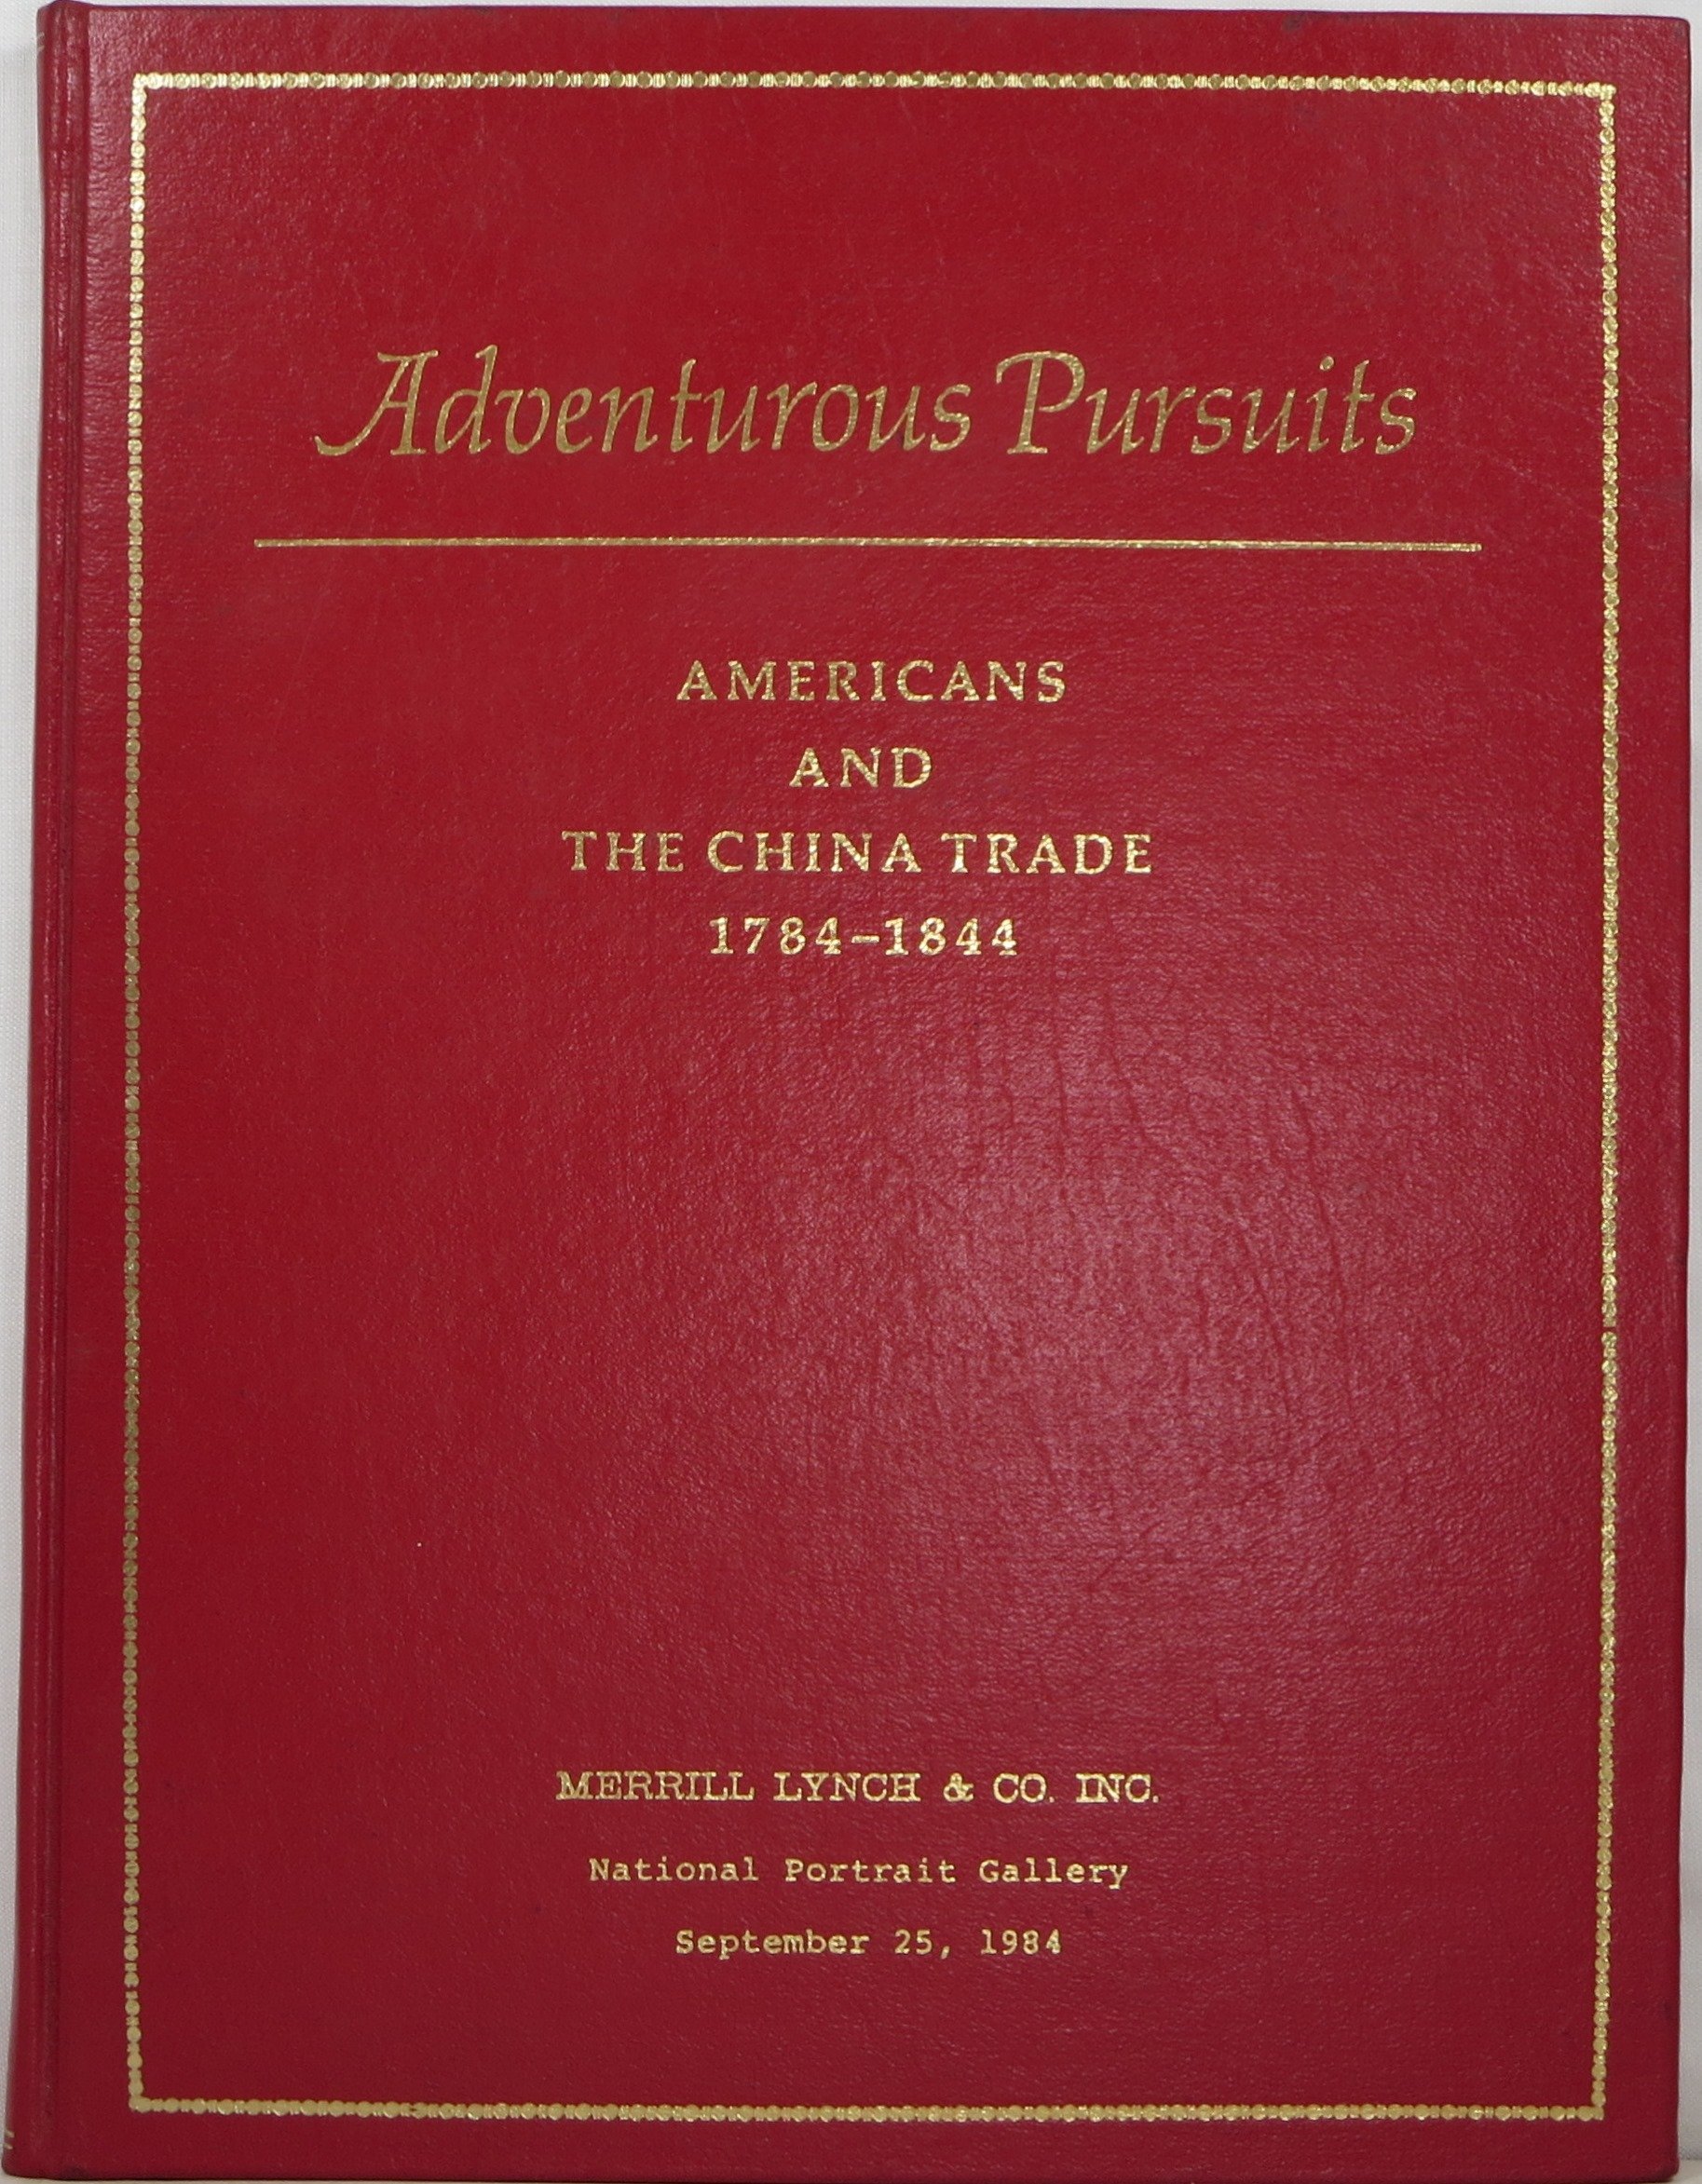 Adventurous Pursuits
AMERICANS
AND
THE CHINA TRADE
1784–1844
MERRILL LYNCH & CO. INC.
National Portrait Gallery
September 25, 1984